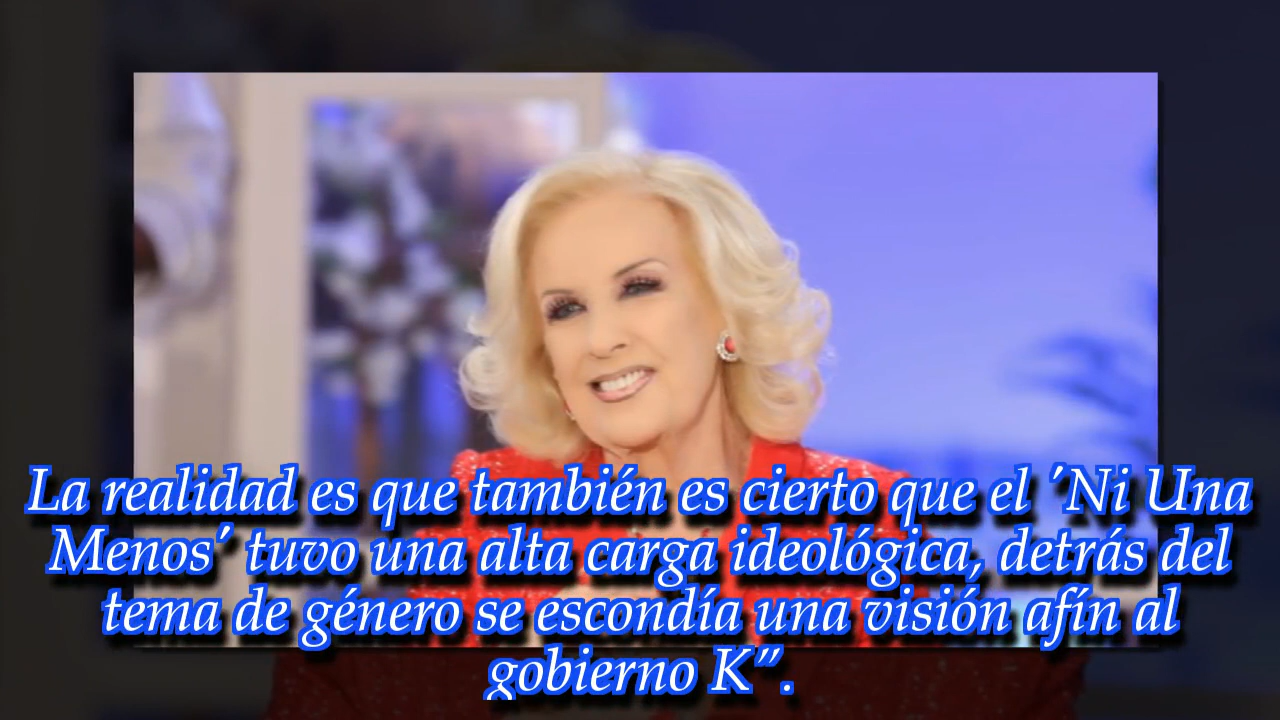 La realidad es que también es cierto que el 'Ni Una
Menos' tuvo una alta carga ideológica, detrás del
tema de género se escondía una visión afín al
gobierno K”.